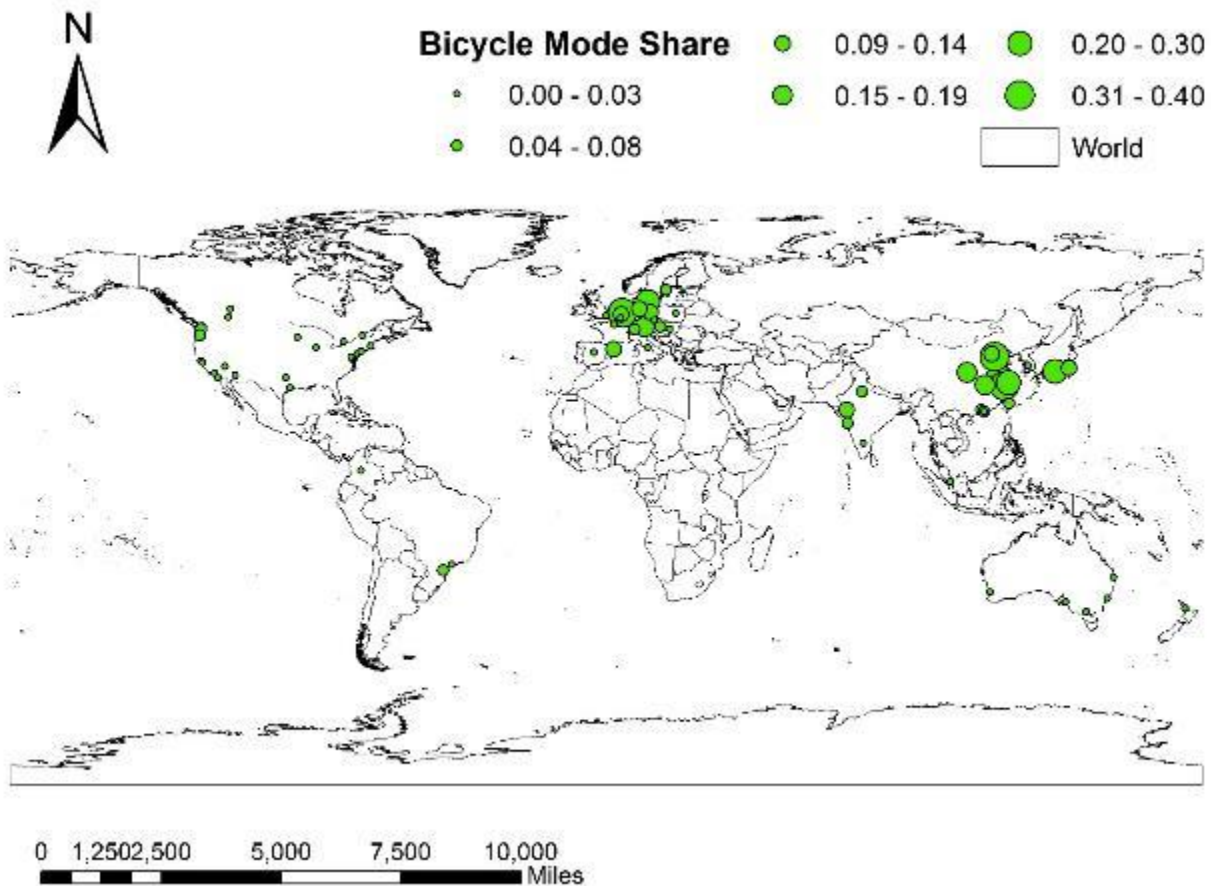 N
Bicycle Mode Share
0.00 - 0.03
0.04 - 0.08
0.09 - 0.14
0.15 - 0.19
0.20 - 0.30
0.31 - 0.40
World
0 1,250 2,500 5,000 7,500 10,000
Miles